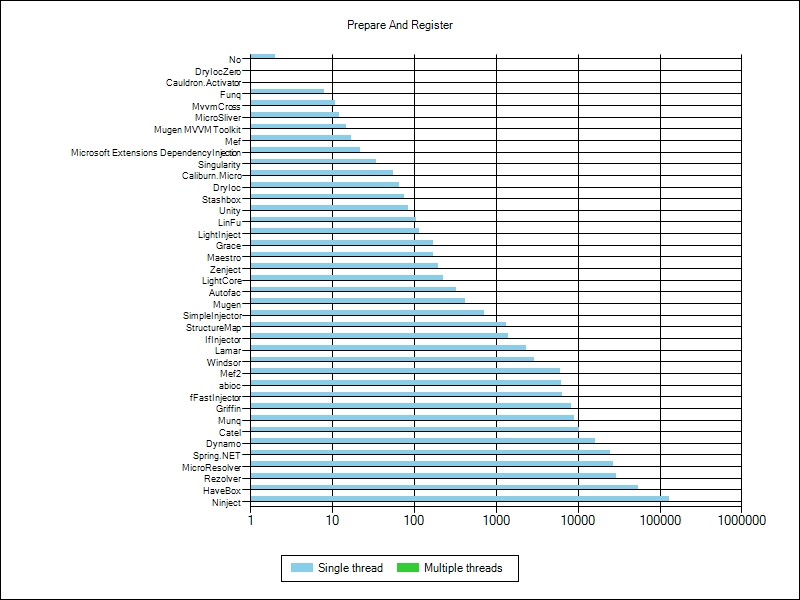 Prepare And Register
No
DryIocZero
Cauldron.Activator
Funq
MvvmCross
MicroSliver
Mugen MVVM Toolkit
Mef
Microsoft Extensions DependencyInjection
Singularity
Caliburn.Micro
DryIoc
Stashbox
Unity
LinFu
LightInject
Grace
Maestro
Zenject
LightCore
Autofac
Mugen
SimpleInjector
StructureMap
IfInjector
Lamar
Windsor
Mef2
abioc
fFastInjector
Griffin
Munq
Catel
Dynamo
Spring.NET
MicroResolver
Rezolver
HaveBox
Ninject
1 10 100 1000 10000 100000 1000000
Single thread Multiple threads